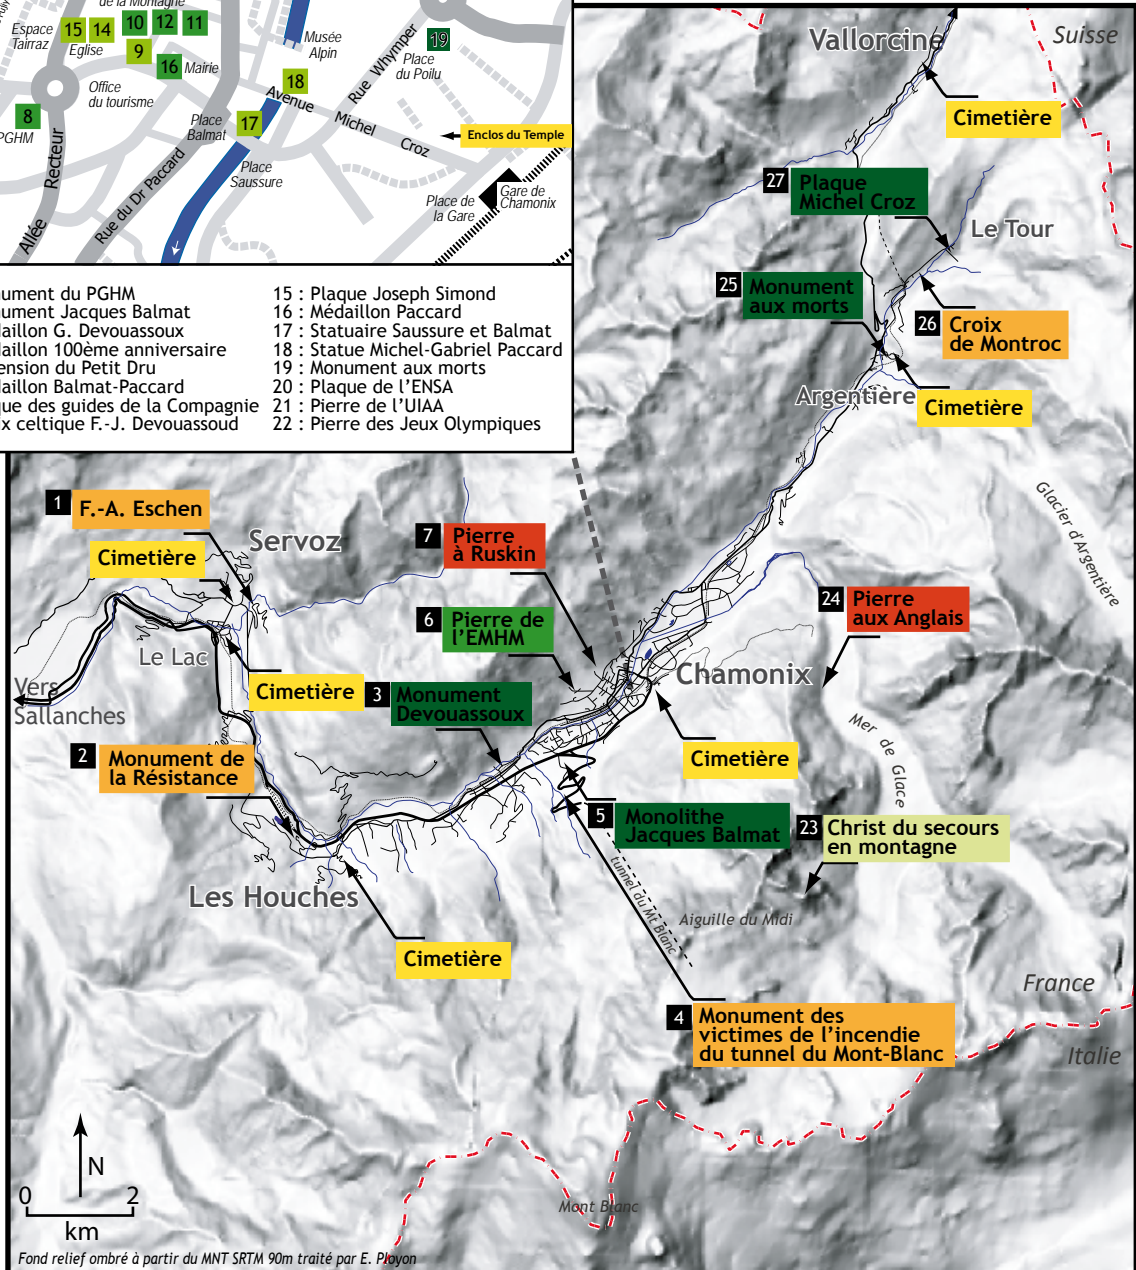 de la Montagne
Espace
Tairraz
15
14
10
12
11
Eglise
9
16
Mairie
Office
du tourisme
8
PGHM
Musée
Alpin
19
Place
du Poilu
Rue Whymper
18
Avenue
Michel
Croz
17
Place
Balmat
Place
Saussure
Enclos du Temple
Gare de
Chamonix
Place de
la Gare
Allée
Recteur
Rue du Dr Paccard
ument du PGHM
ument Jacques Balmat
aillon G. Devouassoux
aillon 100ème anniversaire
ension du Petit Dru
aillon Balmat-Paccard
que des guides de la Compagnie
x celtique F.-J. Devouassoud
15 : Plaque Joseph Simond
16 : Médaillon Paccard
17 : Statuaire Saussure et Balmat
18 : Statue Michel-Gabriel Paccard
19 : Monument aux morts
20 : Plaque de l'ENSA
21 : Pierre de l'UIAA
22 : Pierre des Jeux Olympiques
Vallorcine
Suisse
Cimetière
27
Plaque
Michel Croz
Le Tour
25
Monument
aux morts
26
Croix
de Montroc
Argentière
Cimetière
Glacier d'Argentière
1
F.-A. Eschen
Cimetière
Servoz
7
Pierre
à Ruskin
6
Pierre de
l'EMHM
24
Pierre
aux Anglais
Le Lac
Vers
Sallanches
Cimetière
3
Monument
Devouassoux
Chamonix
Mer de Glace
2
Monument de
la Résistance
Cimetière
5
Monolithe
Jacques Balmat
23
Christ du secours
en montagne
tunnel du Mt Blanc
Aiguille du Midi
Les Houches
Cimetière
France
4
Monument des
victimes de l'incendie
du tunnel du Mont-Blanc
Italie
N
0 2
km
Mont Blanc
Fond relief ombré à partir du MNT SRTM 90m traité par E. Ployon